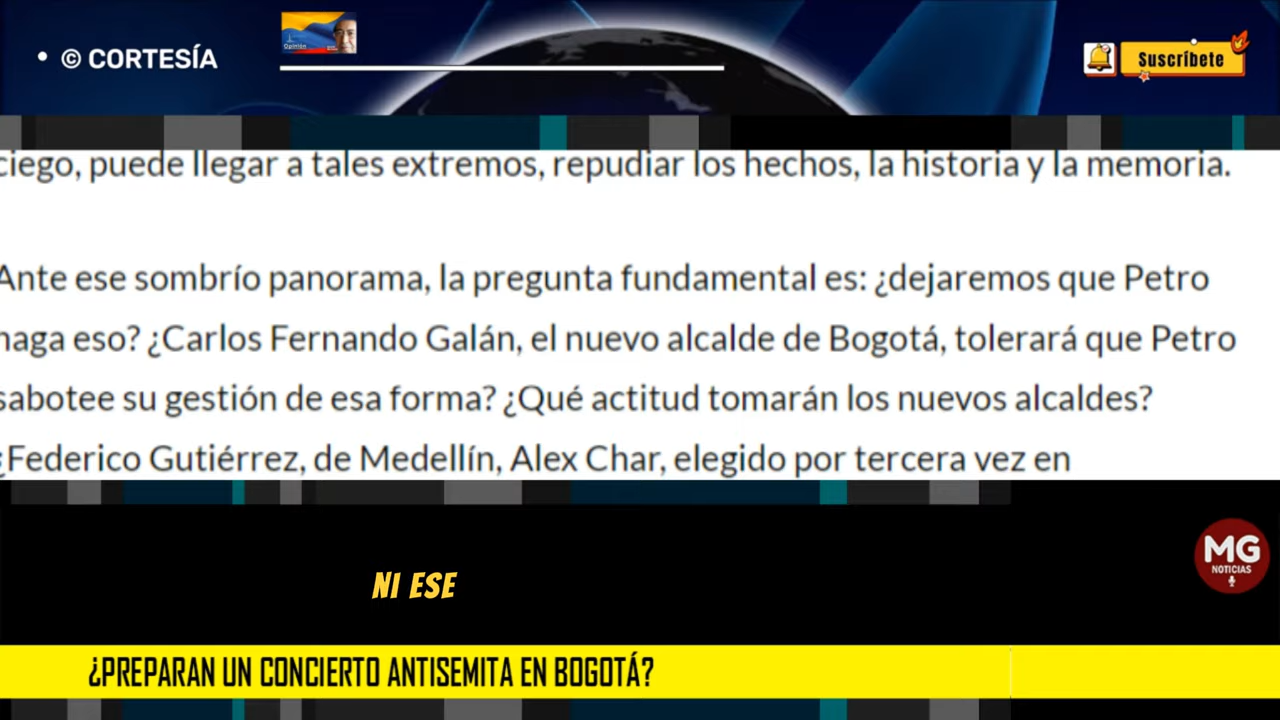 • © CORTESÍA
Opinión
Suscríbete
ciego, puede llegar a tales extremos, repudiar los hechos, la historia y la memoria.
Ante ese sombrío panorama, la pregunta fundamental es: ¿dejaremos que Petro
haga eso? ¿Carlos Fernando Galán, el nuevo alcalde de Bogotá, tolerará que Petro
sabotee su gestión de esa forma? ¿Qué actitud tomarán los nuevos alcaldes?
¿Federico Gutiérrez, de Medellín, Alex Char, elegido por tercera vez en
MG
NOTICIAS
NI ESE
¿PREPARAN UN CONCIERTO ANTISEMITA EN BOGOTÁ?